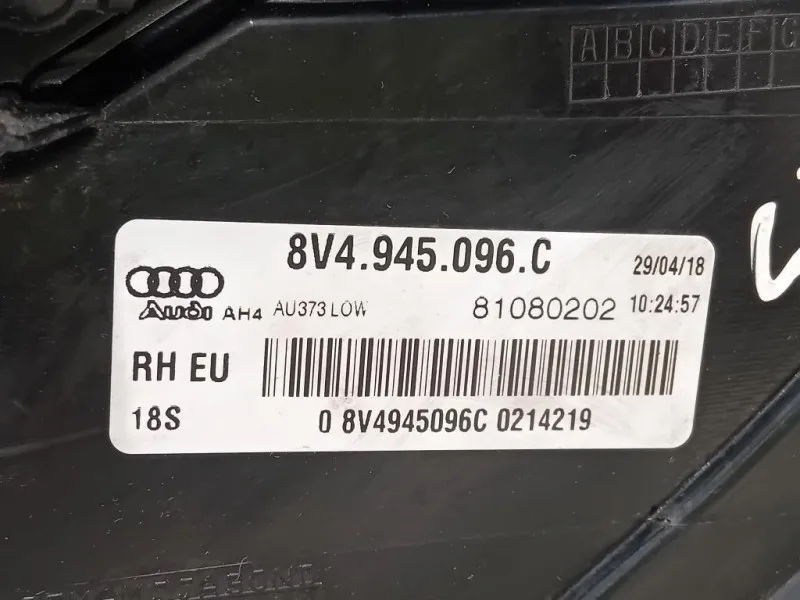 A B C D E F G
8V4.945.096.C 29/04/18
Audi AH4 AU373 LOW 81080202 10:24:57
RH EU
18S 0 8V4945096C 0214219